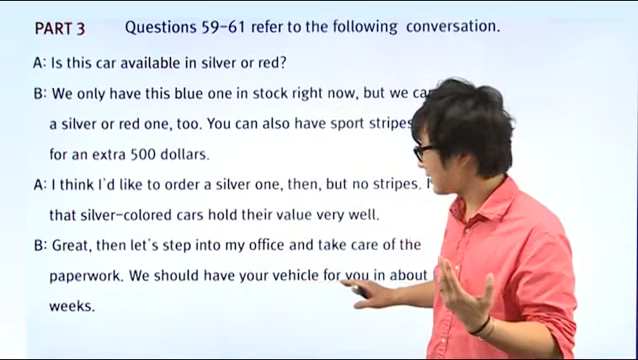 PART 3 Questions 59-61 refer to the following conversation.
A: Is this car available in silver or red?
B: We only have this blue one in stock right now, but we
a silver or red one, too. You can also have sport stripes
for an extra 500 dollars.
A: I think I'd like to order a silver one, then, but no stripes.
that silver-colored cars hold their value very well.
B: Great, then let's step into my office and take care of the
paperwork. We should have your vehicle for you in about
weeks.